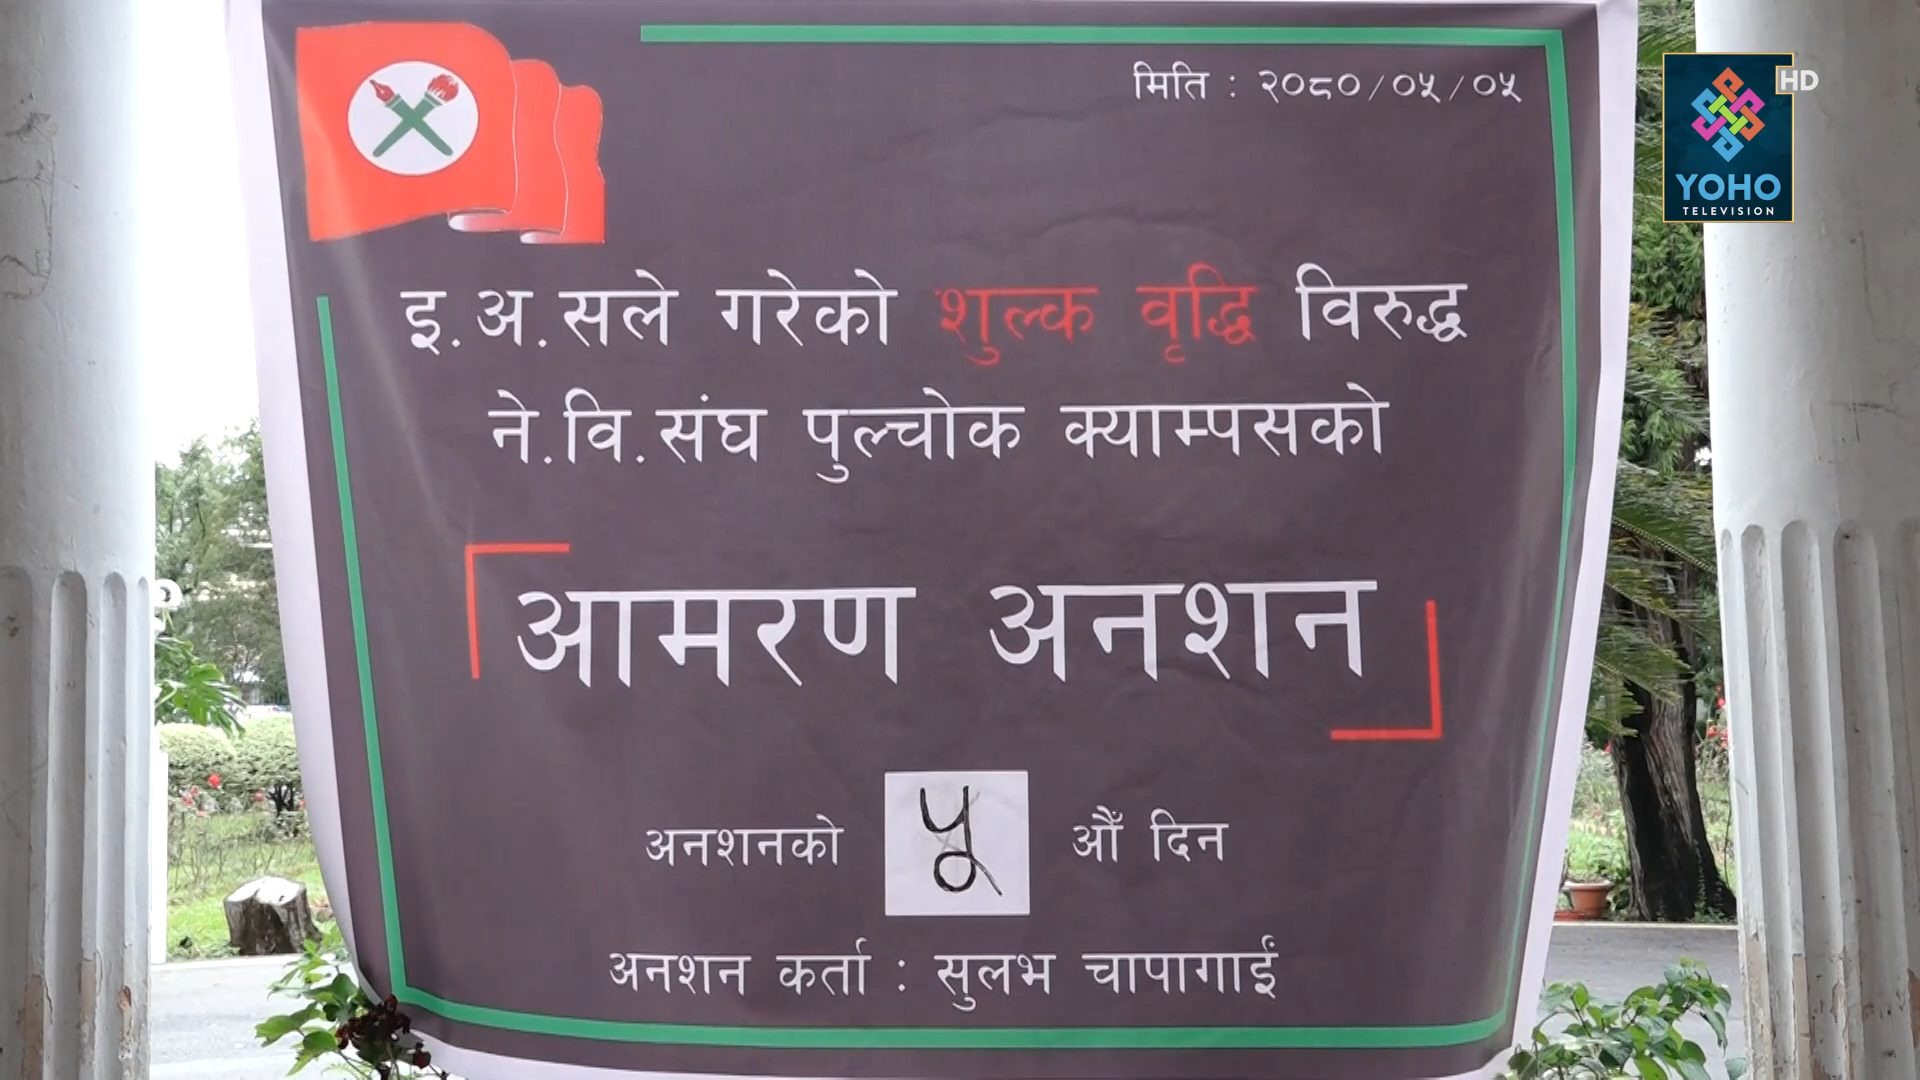 मिति : २०८०/०५/०५
HD
YOHO
TELEVISION
इ.अ.सले गरेको शुल्क वृद्धि विरुद्ध
ने.वि.संघ पुल्चोक क्याम्पसको
आमरण अनशन
अनशनको ५ औँ दिन
अनशन कर्ता : सुलभ चापागाईं